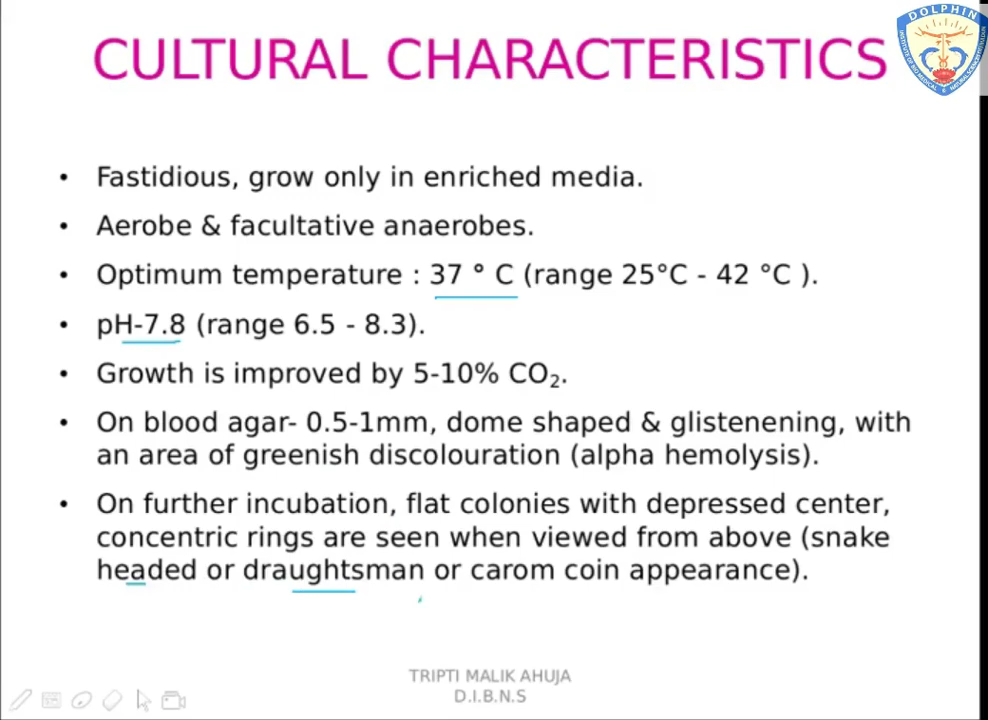 CULTURAL CHARACTERISTICS
DOLPHIN
• Fastidious, grow only in enriched media.
• Aerobe & facultative anaerobes.
• Optimum temperature : 37 ° C (range 25°C - 42 °C ).
• pH-7.8 (range 6.5 - 8.3).
• Growth is improved by 5-10% CO₂.
• On blood agar- 0.5-1mm, dome shaped & glistenening, with
an area of greenish discolouration (alpha hemolysis).
• On further incubation, flat colonies with depressed center,
concentric rings are seen when viewed from above (snake
headed or draughtsman or carom coin appearance).
TRIPTI MALIK AHUJA
D.I.B.N.S